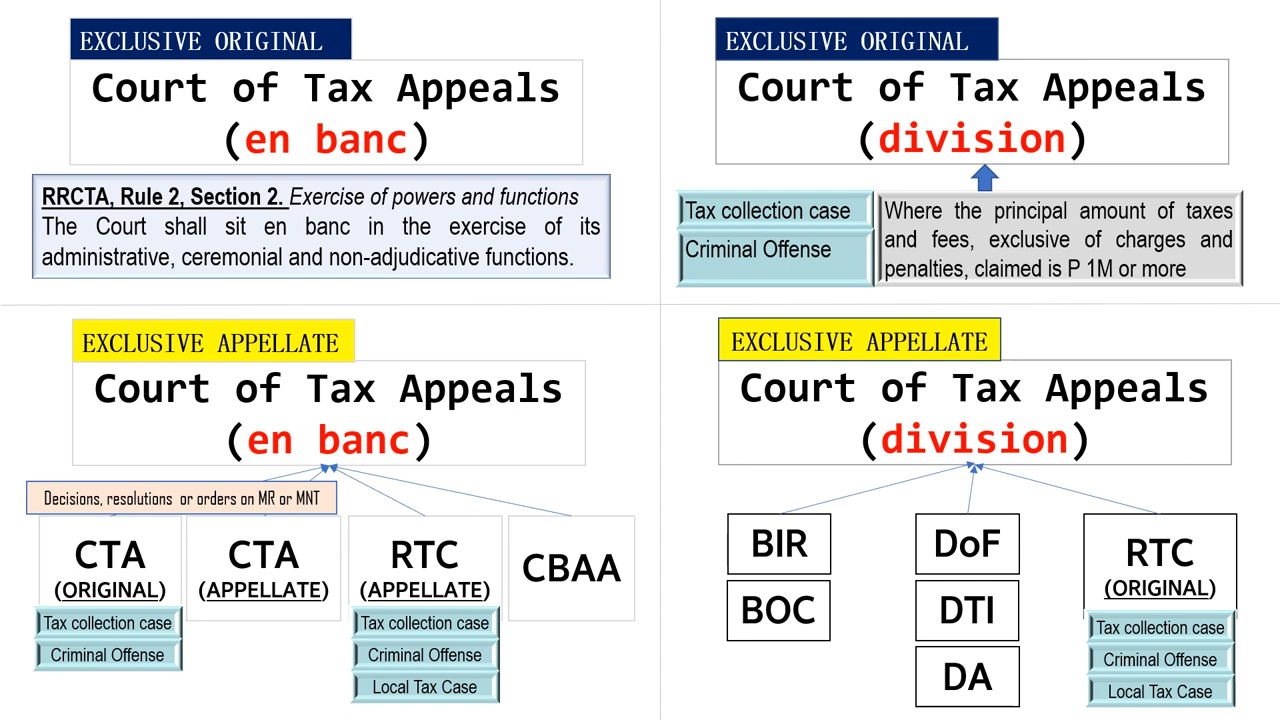 EXCLUSIVE ORIGINAL
Court of Tax Appeals
(en banc)
RRCTA, Rule 2, Section 2. Exercise of powers and functions
The Court shall sit en banc in the exercise of its
administrative, ceremonial and non-adjudicative functions.
EXCLUSIVE ORIGINAL
Court of Tax Appeals
(division)
Tax collection case
Criminal Offense
Where the principal amount of taxes
and fees, exclusive of charges and
penalties, claimed is P 1M or more
EXCLUSIVE APPELLATE
Court of Tax Appeals
(en banc)
Decisions, resolutions or orders on MR or MNT
CTA
(ORIGINAL)
Tax collection case
Criminal Offense
CTA
(APPELLATE)
RTC
(APPELLATE)
Tax collection case
Criminal Offense
Local Tax Case
CBAA
EXCLUSIVE APPELLATE
Court of Tax Appeals
(division)
BIR
BOC
DoF
DTI
DA
RTC
(ORIGINAL)
Tax collection case
Criminal Offense
Local Tax Case